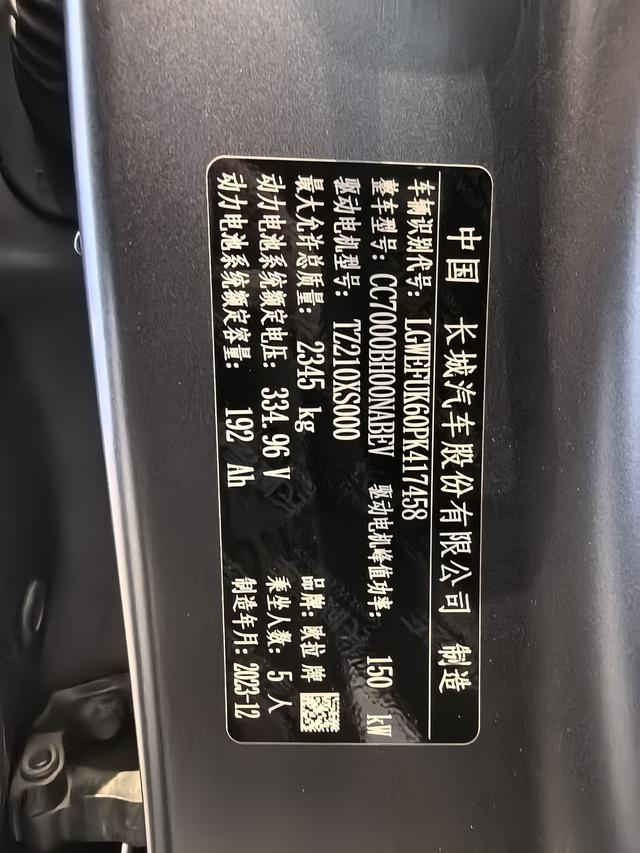 中国 长城汽车股份有限公司 制造
车辆识别代号: LGWEFUK60PK417458
整车型号: CC7000BH00NABEV 驱动电机峰值功率: 150 kW
驱动电机型号: TZ210XS000
最大允许总质量: 2345 kg 品牌: 欧拉 牌
动力电池系统额定电压: 334.96 V 乘坐人数: 5 人
动力电池系统额定容量: 192 Ah 制造年月: 2023-12